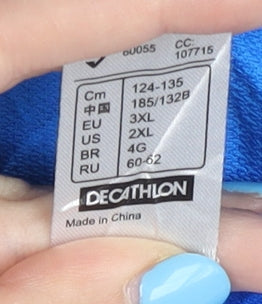 60055 CC:
107715
Cm 124-135
中国 185/132B
EU 3XL
US 2XL
BR 4G
RU 60-62
DECATHLON
Made in China